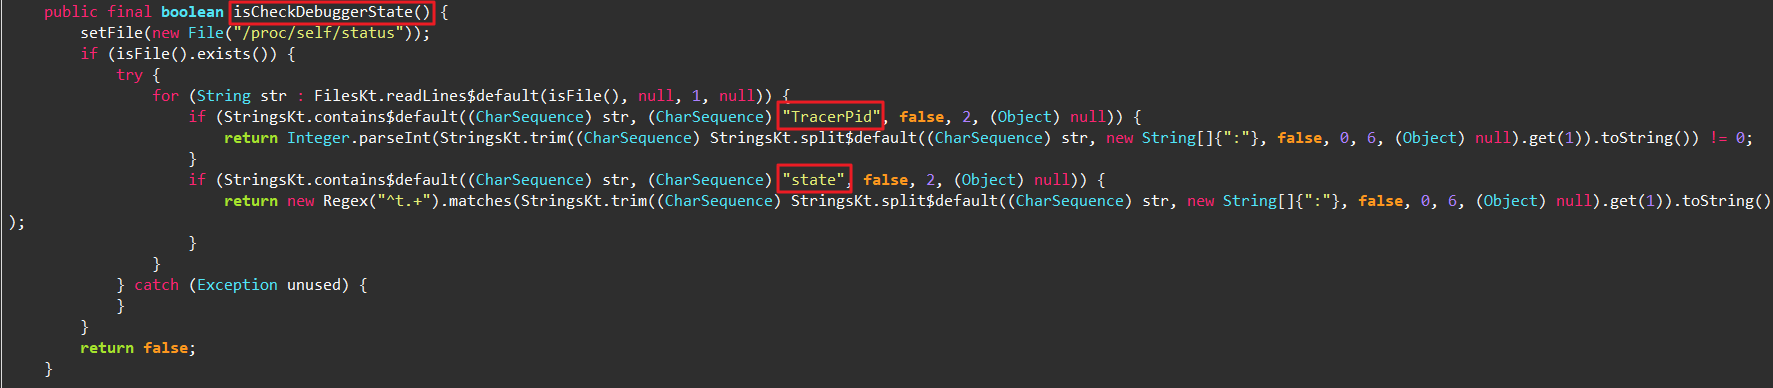 public final boolean isCheckDebuggerState() {
setFile(new File("/proc/self/status"));
if (isFile().exists()) {
try {
for (String str : FilesKt.readLines$default(isFile(), null, 1, null)) {
if (StringsKt.contains$default((CharSequence) str, (CharSequence) "TracerPid", false, 2, (Object) null)) {
return Integer.parseInt(StringsKt.trim((CharSequence) StringsKt.split$default((CharSequence) str, new String[]{":"}, false, 0, 6, (Object) null).get(1)).toString()) != 0;
}
if (StringsKt.contains$default((CharSequence) str, (CharSequence) "state", false, 2, (Object) null)) {
return new Regex("^t.+").matches(StringsKt.trim((CharSequence) StringsKt.split$default((CharSequence) str, new String[]{":"}, false, 0, 6, (Object) null).get(1)).toString()
);
}
}
} catch (Exception unused) {
}
}
return false;
}